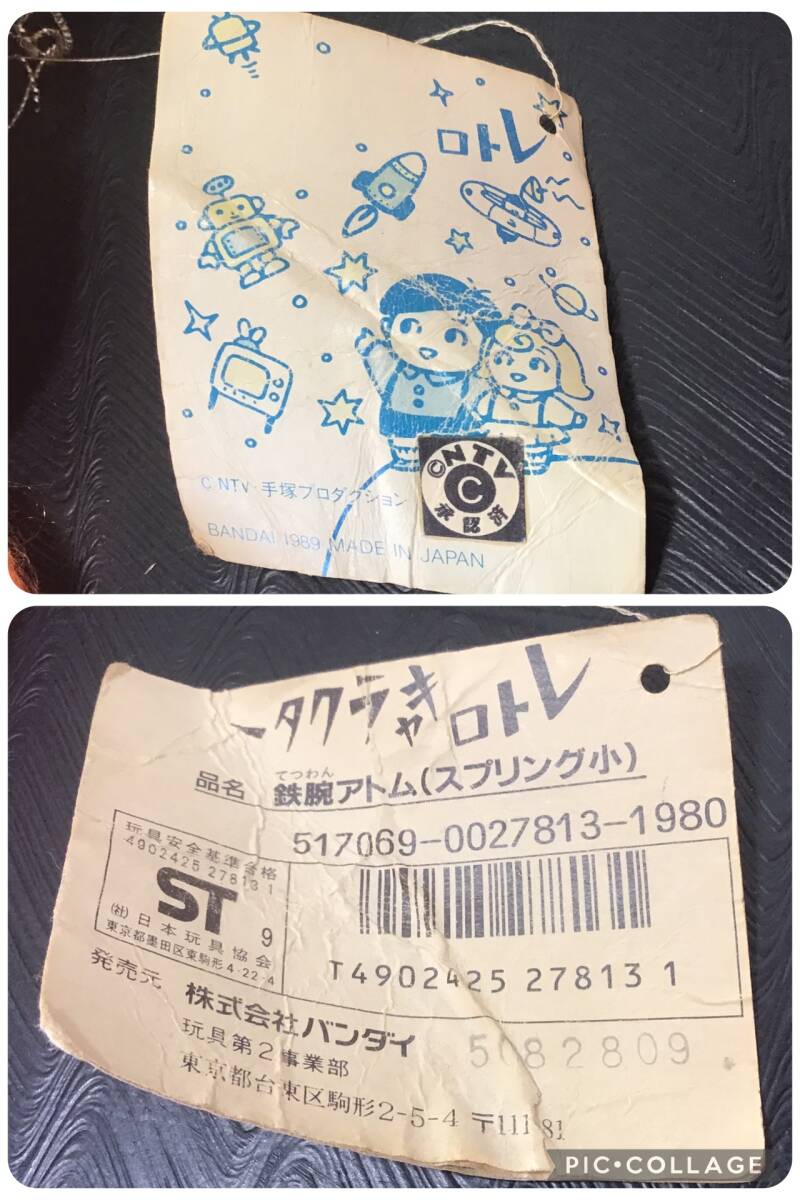 レトロ
© NTV
承認済
© NTV・手塚プロダクション
BANDAI 1989 MADE IN JAPAN
レトロキャラクター
てつわん
品名 鉄腕アトム(スプリング小)
517069-0027813-1980
玩具安全基準合格
4902425 27813 1
ST 9
(社)日本玩具協会
東京都墨田区東駒形4-22-4
T4902425 27813 1
発売元 株式会社バンダイ
玩具第2事業部
東京都台東区駒形2-5-4 〒111-81
5082809
PIC•COLLAGE